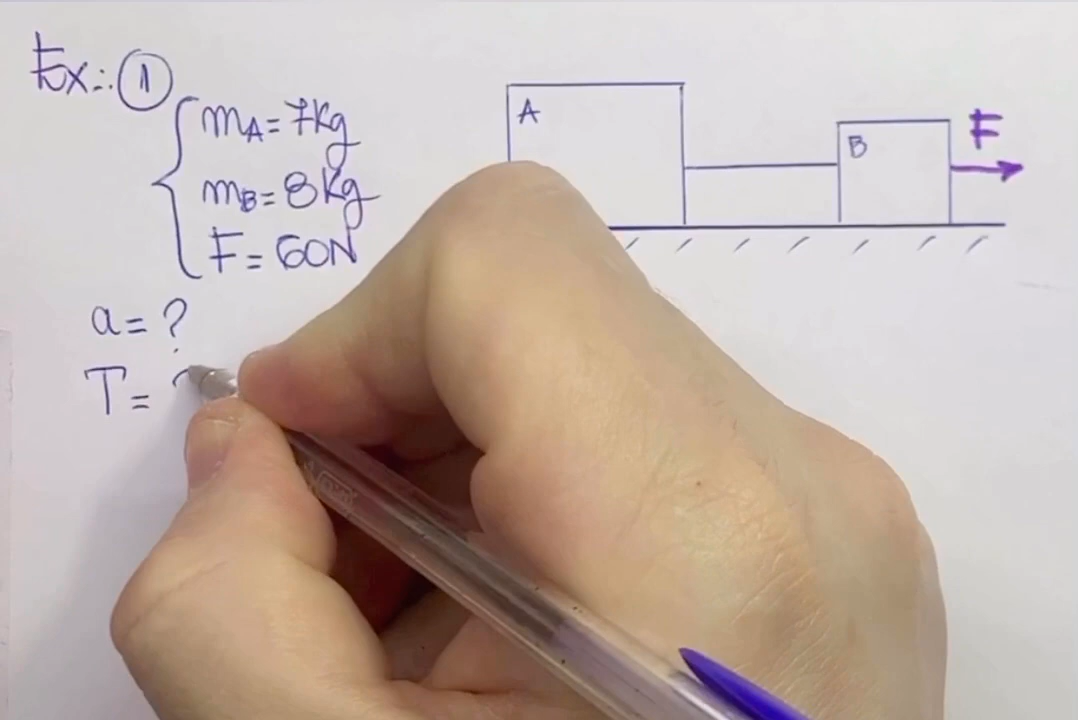 Ex.: 1
mA = 7Kg
mB = 8Kg
F = 60N
a = ?
T = ?
A
B
F